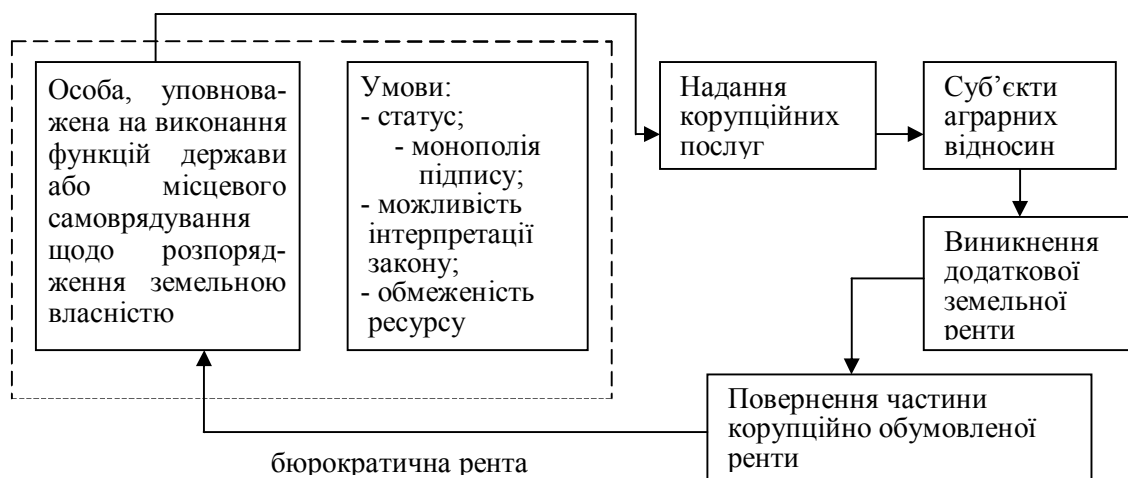 Особа, уповнова-
жена на виконання
функцій держави
або місцевого
самоврядування
щодо розпоряд-
ження земельною
власністю
Умови:
- статус;
- монополія
підпису;
- можливість
інтерпретації
закону;
- обмеженість
ресурсу
Надання
корупційних
послуг
Суб’єкти
аграрних
відносин
Виникнення
додаткової
земельної
ренти
Повернення частини
корупційно обумовленої
ренти
бюрократична рента